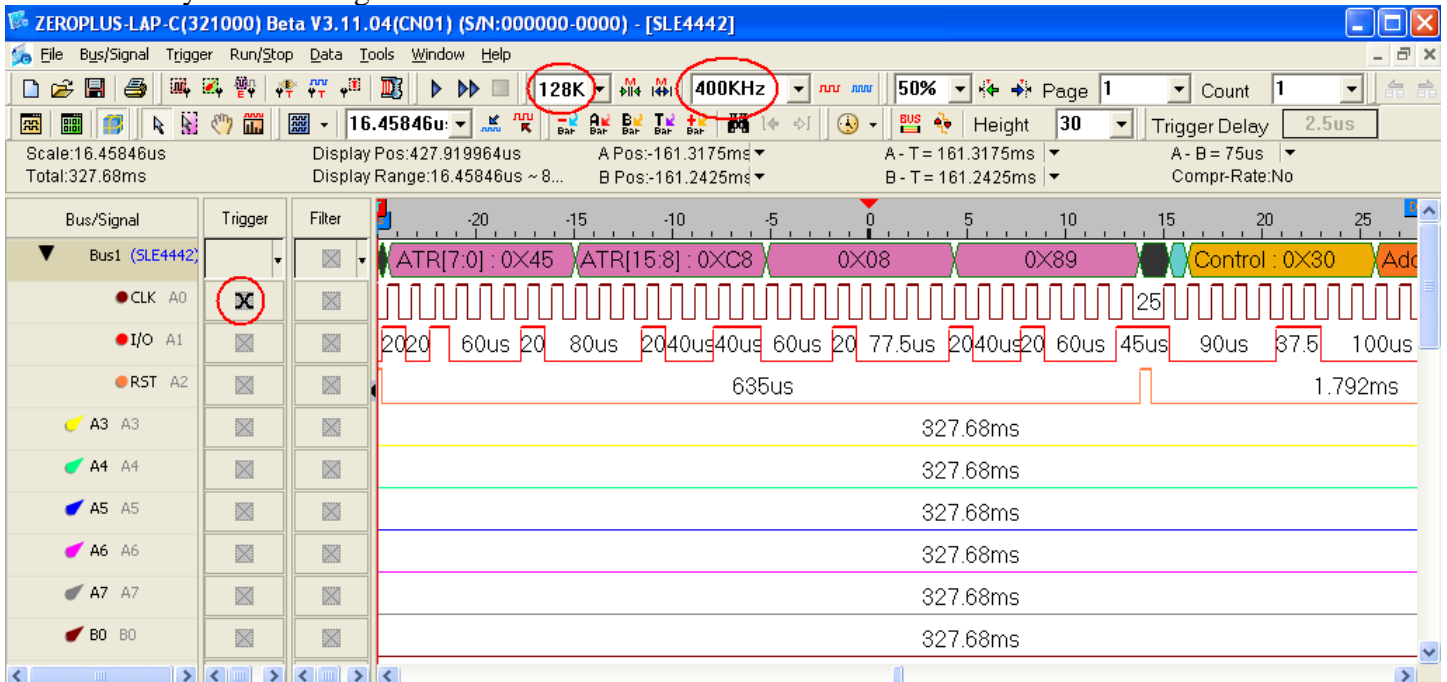 ZEROPLUS-LAP-C(321000) Beta V3.11.04(CN01) (S/N:000000-0000) - [SLE4442]
File Bus/Signal Trigger Run/Stop Data Tools Window Help
128K 400KHz 50% Page 1 Count 1
16.45846u: Bar Bar Bar Bar Bar BUS Height 30 Trigger Delay 2.5us
Scale:16.45846us Display Pos:427.919964us A Pos:-161.3175ms A - T = 161.3175ms A - B = 75us
Total:327.68ms Display Range:16.45846us ~ 8... B Pos:-161.2425ms B - T = 161.2425ms Compr-Rate:No
Bus/Signal Trigger Filter -20 -15 -10 -5 0 5 10 15 20 25
Bus1 (SLE4442) ATR[7:0] : 0X45 ATR[15:8] : 0XC8 0X08 0X89 Control : 0X30 Add
CLK A0 25
I/O A1 20 20 60us 20 80us 20 40us 40us 60us 20 77.5us 20 40us 20 60us 45us 90us 37.5 100us
RST A2 635us 1.792ms
A3 A3 327.68ms
A4 A4 327.68ms
A5 A5 327.68ms
A6 A6 327.68ms
A7 A7 327.68ms
B0 B0 327.68ms